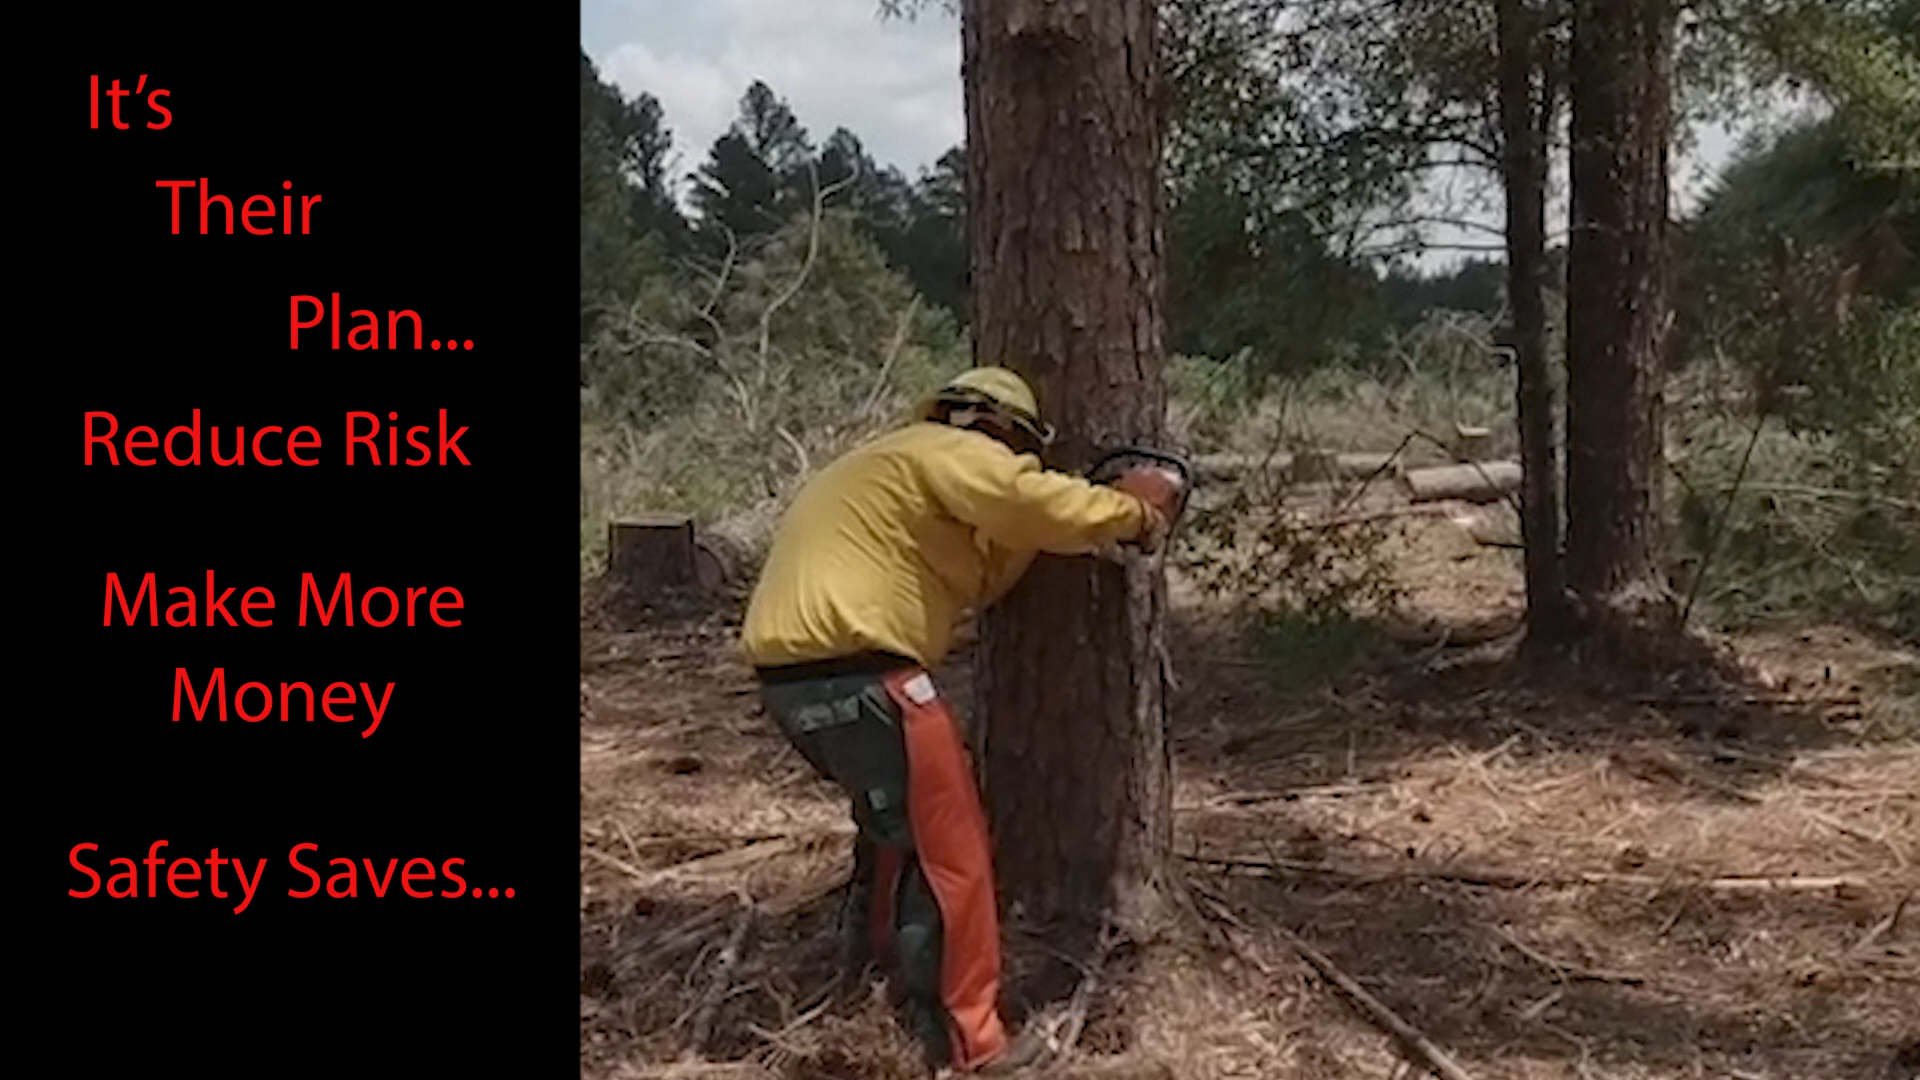 It’s
Their
Plan...
Reduce Risk
Make More
Money
Safety Saves...